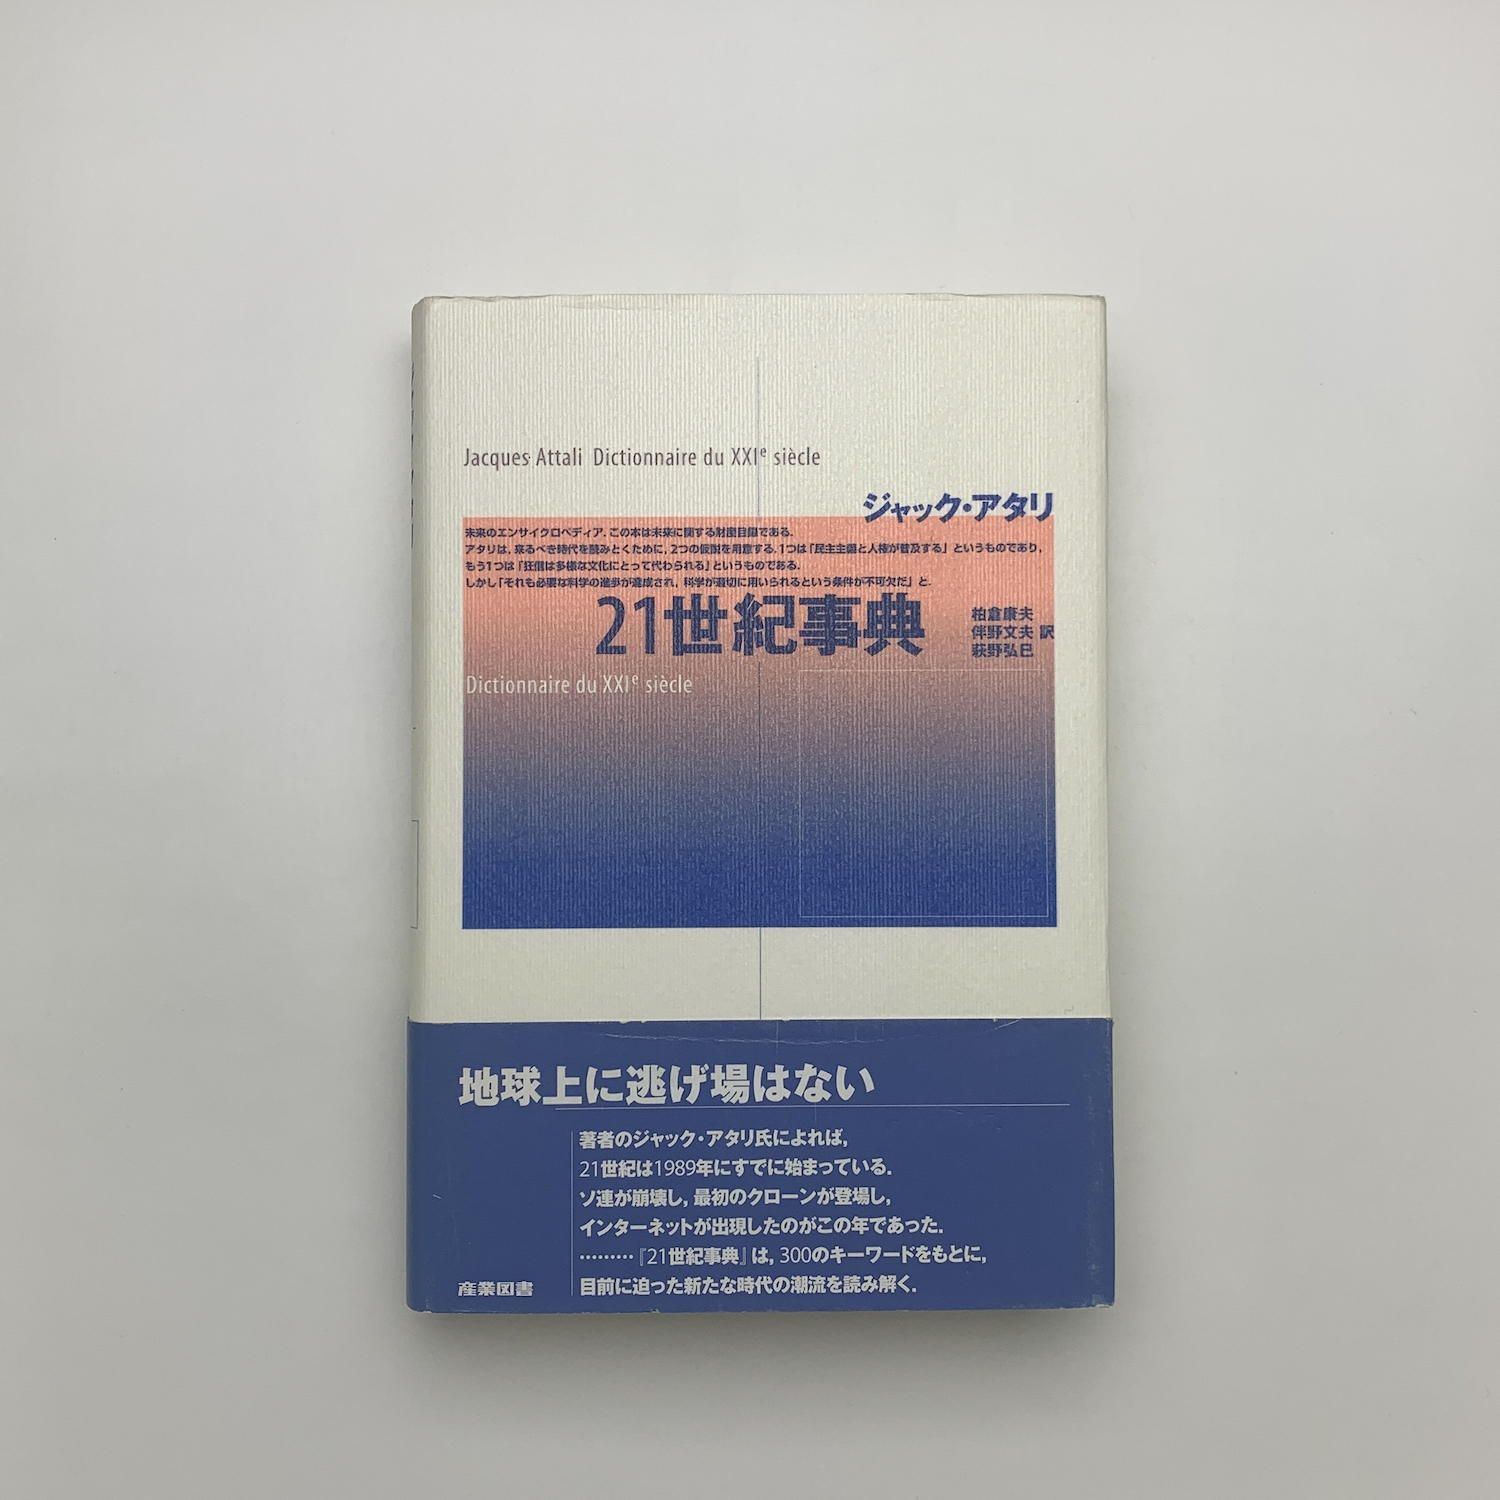 Jacques Attali Dictionnaire du XXIe siècle
ジャック・アタリ
未来のエンサイクロペディア. この本は未来に関する財産目録である.
アタリは, 来るべき時代を読みとくために, 2つの仮説を用意する. 1つは「民主主義と人権が普及する」というものであり,
もう1つは「狂信は多様な文化にとって代わられる」というものである.
しかし「それも必要な科学の進歩が達成され, 科学が適切に用いられるという条件が不可欠だ」と.
21世紀事典
柏倉康夫
伴野文夫 訳
萩野弘巳
Dictionnaire du XXIe siècle
地球上に逃げ場はない
著者のジャック・アタリ氏によれば,
21世紀は1989年にすでに始まっている.
ソ連が崩壊し, 最初のクローンが登場し,
インターネットが出現したのがこの年であった.
………『21世紀事典』は, 300のキーワードをもとに,
目前に迫った新たな時代の潮流を読み解く.
産業図書